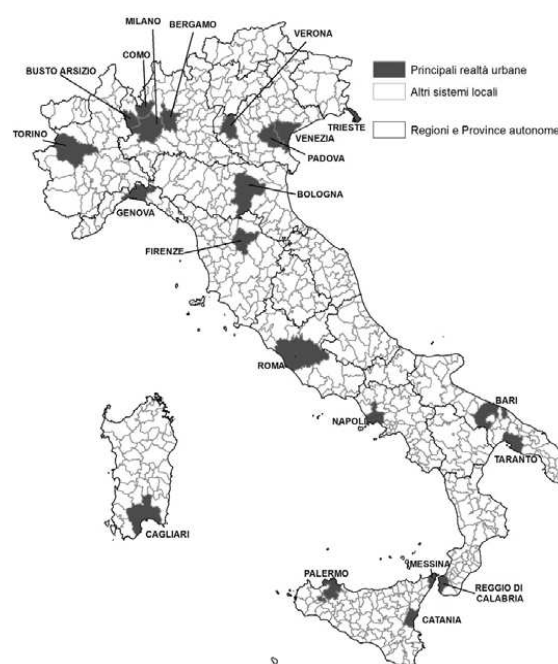 MILANO
BERGAMO
VERONA
COMO
BUSTO ARSIZIO
Principali realtà urbane
Altri sistemi locali
TORINO
TRIESTE
VENEZIA
Regioni e Province autonome
PADOVA
BOLOGNA
GENOVA
FIRENZE
ROMA
BARI
NAPOLI
TARANTO
CAGLIARI
MESSINA
PALERMO
REGGIO DI
CALABRIA
CATANIA